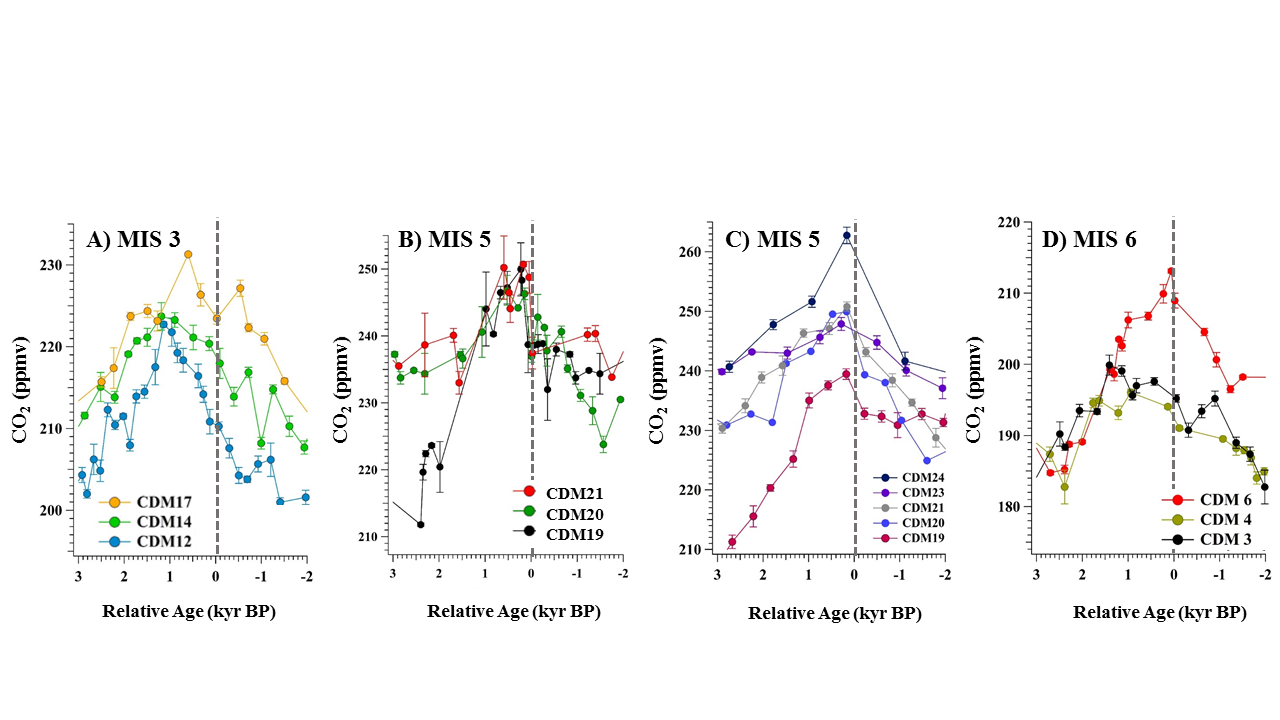 A) MIS 3
CO2 (ppmv)
230
220
210
200
CDM17
CDM14
CDM12
3 2 1 0 -1 -2
Relative Age (kyr BP)
B) MIS 5
CO2 (ppmv)
250
240
230
220
210
CDM21
CDM20
CDM19
3 2 1 0 -1 -2
Relative Age (kyr BP)
C) MIS 5
CO2 (ppmv)
260
250
240
230
220
210
CDM24
CDM23
CDM21
CDM20
CDM19
3 2 1 0 -1 -2
Relative Age (kyr BP)
D) MIS 6
CO2 (ppmv)
220
210
200
190
180
CDM 6
CDM 4
CDM 3
3 2 1 0 -1 -2
Relative Age (kyr BP)